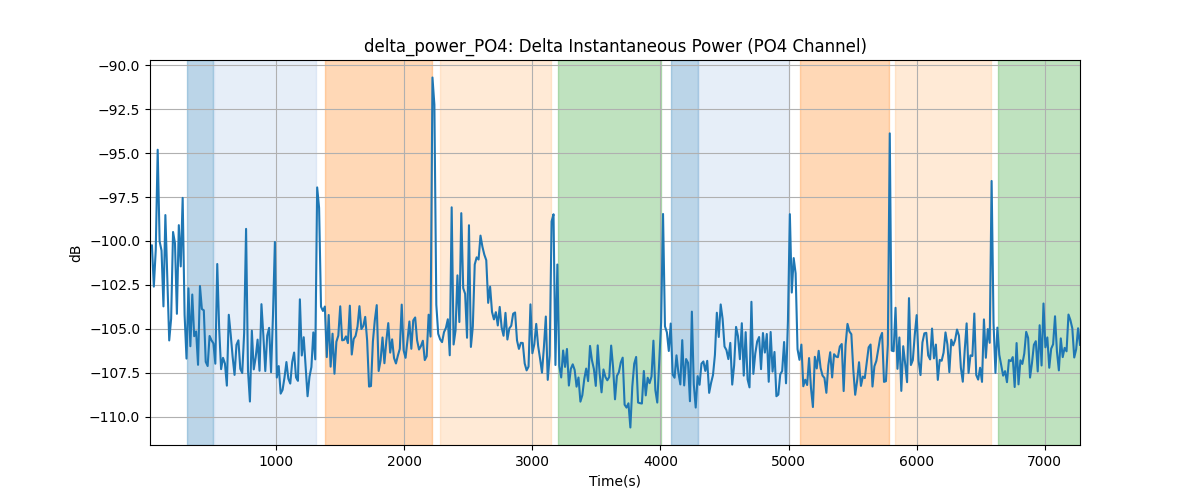 delta_power_PO4: Delta Instantaneous Power (PO4 Channel)
−90.0
−92.5
−95.0
−97.5
−100.0
−102.5
−105.0
−107.5
−110.0
dB
1000 2000 3000 4000 5000 6000 7000
Time(s)